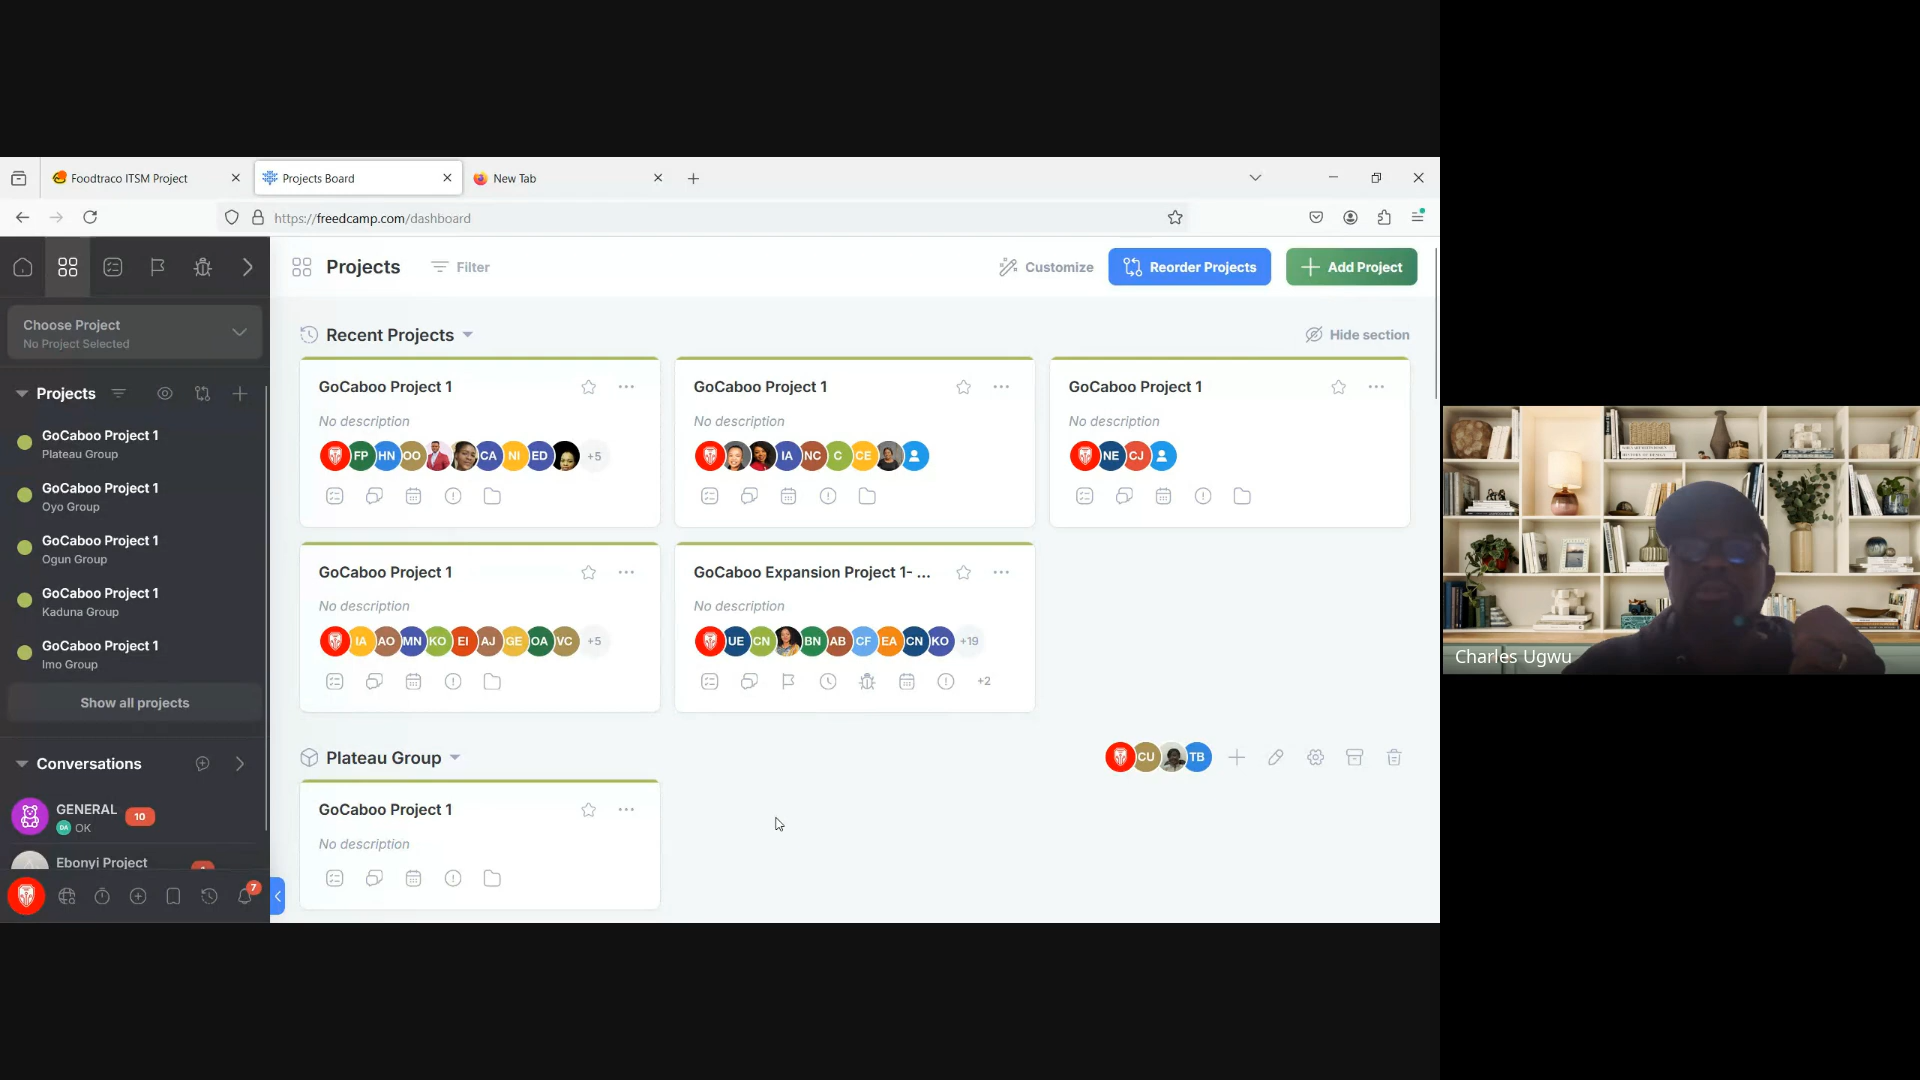 Foodtraco ITSM Project
Projects Board
New Tab
https://freedcamp.com/dashboard
Projects
Filter
Customize
Reorder Projects
Add Project
Choose Project
No Project Selected
Projects
GoCaboo Project 1
Plateau Group
GoCaboo Project 1
Oyo Group
GoCaboo Project 1
Ogun Group
GoCaboo Project 1
Kaduna Group
GoCaboo Project 1
Imo Group
Show all projects
Conversations
GENERAL
10
DA OK
Ebonyi Project
7
Recent Projects
Hide section
GoCaboo Project 1
No description
FP HN OO CA NI ED +5
GoCaboo Project 1
No description
IA NC C CE
GoCaboo Project 1
No description
NE CJ
GoCaboo Project 1
No description
IA AO MN KO EI AJ GE OA VC +5
GoCaboo Expansion Project 1- ...
No description
UE CN BN AB CF EA CN KO +19
+2
Plateau Group
CU TB
GoCaboo Project 1
No description
Charles Ugwu